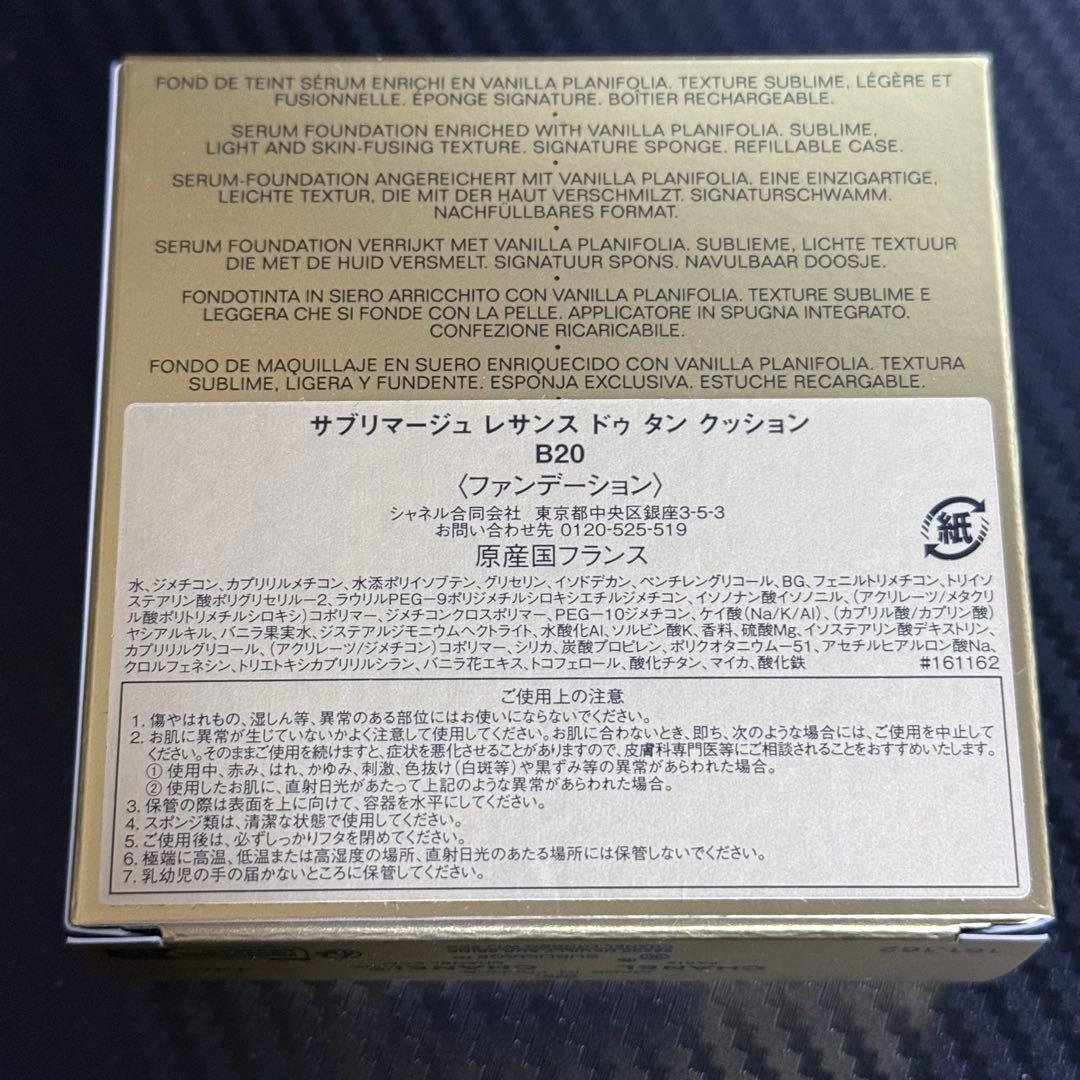 FOND DE TEINT SÉRUM ENRICHI EN VANILLA PLANIFOLIA. TEXTURE SUBLIME, LÉGÈRE ET
FUSIONNELLE. ÉPONGE SIGNATURE. BOÎTIER RECHARGEABLE.
•
SERUM FOUNDATION ENRICHED WITH VANILLA PLANIFOLIA. SUBLIME,
LIGHT AND SKIN-FUSING TEXTURE. SIGNATURE SPONGE. REFILLABLE CASE.
•
SERUM-FOUNDATION ANGEREICHERT MIT VANILLA PLANIFOLIA. EINE EINZIGARTIGE,
LEICHTE TEXTUR, DIE MIT DER HAUT VERSCHMILZT. SIGNATURSCHWAMM.
NACHFÜLLBARES FORMAT.
•
SERUM FOUNDATION VERRIJKT MET VANILLA PLANIFOLIA. SUBLIEME, LICHTE TEXTUUR
DIE MET DE HUID VERSMELT. SIGNATUUR SPONS. NAVULBAAR DOOSJE.
•
FONDOTINTA IN SIERO ARRICCHITO CON VANILLA PLANIFOLIA. TEXTURE SUBLIME E
LEGGERA CHE SI FONDE CON LA PELLE. APPLICATORE IN SPUGNA INTEGRATO.
CONFEZIONE RICARICABILE.
•
FONDO DE MAQUILLAJE EN SUERO ENRIQUECIDO CON VANILLA PLANIFOLIA. TEXTURA
SUBLIME, LIGERA Y FUNDENTE. ESPONJA EXCLUSIVA. ESTUCHE RECARGABLE.
サブリマージュ レサンス ドゥ タン クッション
B20
〈ファンデーション〉
シャネル合同会社 東京都中央区銀座3-5-3
お問い合わせ先 0120-525-519
原産国フランス
紙
水、ジメチコン、カプリリルメチコン、水添ポリイソブテン、グリセリン、イソドデカン、ペンチレングリコール、BG、フェニルトリメチコン、トリイソ
ステアリン酸ポリグリセリル-2、ラウリルPEG-9ポリジメチルシロキシエチルジメチコン、イソノナン酸イソノニル、(アクリレーツ/メタクリ
ル酸ポリトリメチルシロキシ)コポリマー、ジメチコンクロスポリマー、PEG-10ジメチコン、ケイ酸(Na/K/Al)、(カプリル酸/カプリン酸)
ヤシアルキル、バニラ果実水、ジステアルジモニウムヘクトライト、水酸化Al、ソルビン酸K、香料、硫酸Mg、イソステアリン酸デキストリン、
カプリリルグリコール、(アクリレーツ/ジメチコン)コポリマー、シリカ、炭酸プロピレン、ポリクオタニウム-51、アセチルヒアルロン酸Na、
クロルフェネシン、トリエトキシカプリリルシラン、バニラ花エキス、トコフェロール、酸化チタン、マイカ、酸化鉄 #161162
ご使用上の注意
1. 傷やはれもの、湿しん等、異常のある部位にはお使いにならないでください。
2. お肌に異常が生じていないかよく注意して使用してください。お肌に合わないとき、即ち、次のような場合には、ご使用を中止して
ください。そのままご使用を続けますと、症状を悪化させることがありますので、皮膚科専門医等にご相談されることをおすすめいたします。
① 使用中、赤み、はれ、かゆみ、刺激、色抜け(白斑等)や黒ずみ等の異常があらわれた場合。
② 使用したお肌に、直射日光があたって上記のような異常があらわれた場合。
3. 保管の際は表面を上に向けて、容器を水平にしてください。
4. スポンジ類は、清潔な状態で使用してください。
5. ご使用後は、必ずしっかりフタを閉めてください。
6. 極端に高温、低温または高湿度の場所、直射日光のあたる場所には保管しないでください。
7. 乳幼児の手の届かないところに保管してください。
161.162
SUBLIMAGE
CHANEL
CHANEL